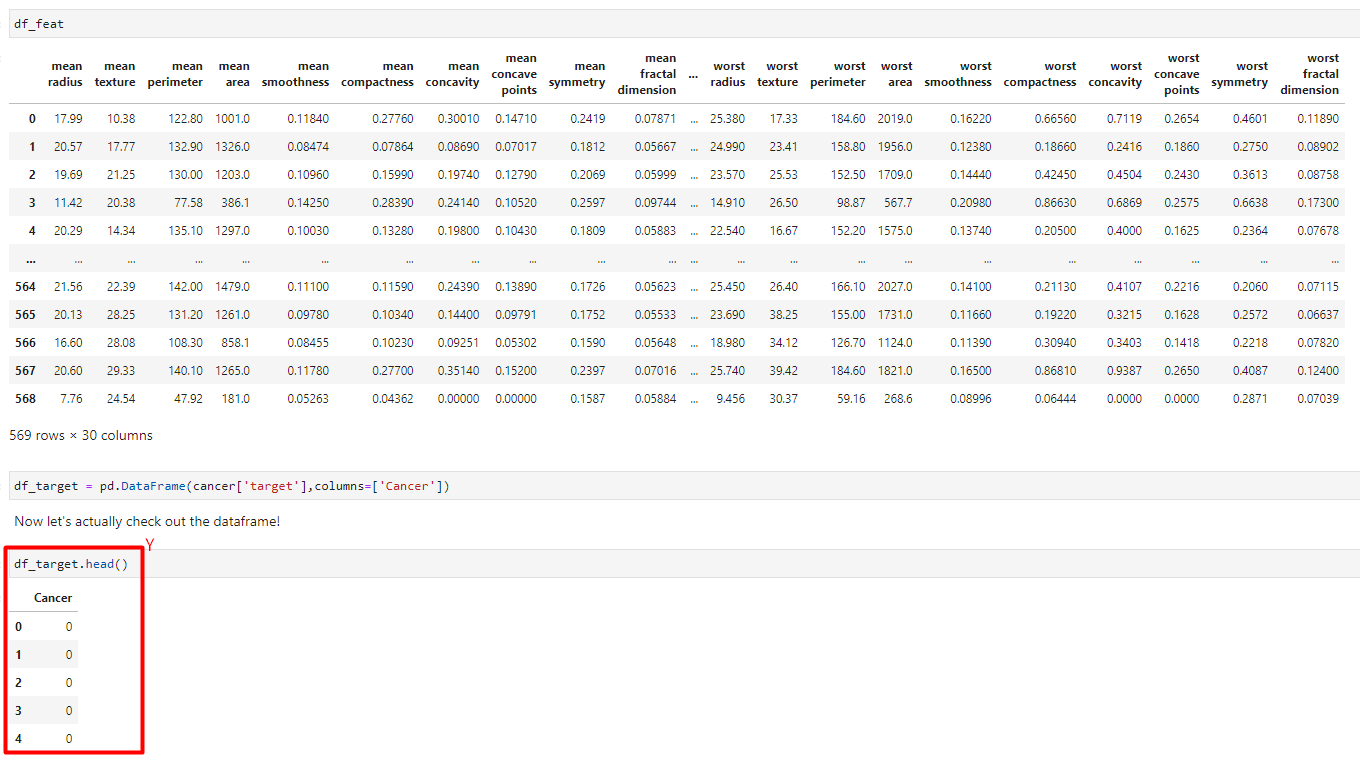 df_feat
mean radius mean texture mean perimeter mean area mean smoothness mean compactness mean concavity mean concave points mean symmetry mean fractal dimension ... worst radius worst texture worst perimeter worst area worst smoothness worst compactness worst concavity worst concave points worst symmetry worst fractal dimension
0 17.99 10.38 122.80 1001.0 0.11840 0.27760 0.30010 0.14710 0.2419 0.07871 ... 25.380 17.33 184.60 2019.0 0.16220 0.66560 0.7119 0.2654 0.4601 0.11890
1 20.57 17.77 132.90 1326.0 0.08474 0.07864 0.08690 0.07017 0.1812 0.05667 ... 24.990 23.41 158.80 1956.0 0.12380 0.18660 0.2416 0.1860 0.2750 0.08902
2 19.69 21.25 130.00 1203.0 0.10960 0.15990 0.19740 0.12790 0.2069 0.05999 ... 23.570 25.53 152.50 1709.0 0.14440 0.42450 0.4504 0.2430 0.3613 0.08758
3 11.42 20.38 77.58 386.1 0.14250 0.28390 0.24140 0.10520 0.2597 0.09744 ... 14.910 26.50 98.87 567.7 0.20980 0.86630 0.6869 0.2575 0.6638 0.17300
4 20.29 14.34 135.10 1297.0 0.10030 0.13280 0.19800 0.10430 0.1809 0.05883 ... 22.540 16.67 152.20 1575.0 0.13740 0.20500 0.4000 0.1625 0.2364 0.07678
... ... ... ... ... ... ... ... ... ... ... ... ... ... ... ... ... ... ... ... ... ...
564 21.56 22.39 142.00 1479.0 0.11100 0.11590 0.24390 0.13890 0.1726 0.05623 ... 25.450 26.40 166.10 2027.0 0.14100 0.21130 0.4107 0.2216 0.2060 0.07115
565 20.13 28.25 131.20 1261.0 0.09780 0.10340 0.14400 0.09791 0.1752 0.05533 ... 23.690 38.25 155.00 1731.0 0.11660 0.19220 0.3215 0.1628 0.2572 0.06637
566 16.60 28.08 108.30 858.1 0.08455 0.10230 0.09251 0.05302 0.1590 0.05648 ... 18.980 34.12 126.70 1124.0 0.11390 0.30940 0.3403 0.1418 0.2218 0.07820
567 20.60 29.33 140.10 1265.0 0.11780 0.27700 0.35140 0.15200 0.2397 0.07016 ... 25.740 39.42 184.60 1821.0 0.16500 0.86810 0.9387 0.2650 0.4087 0.12400
568 7.76 24.54 47.92 181.0 0.05263 0.04362 0.00000 0.00000 0.1587 0.05884 ... 9.456 30.37 59.16 268.6 0.08996 0.06444 0.0000 0.0000 0.2871 0.07039
569 rows × 30 columns
df_target = pd.DataFrame(cancer['target'],columns=['Cancer'])
Now let's actually check out the dataframe!
Y
df_target.head()
Cancer
0 0
1 0
2 0
3 0
4 0